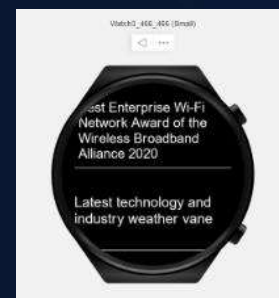 Watch3_466_466 (Small)
est Enterprise Wi-Fi
Network Award of the
Wireless Broadband
Alliance 2020
Latest technology and
industry weather vane